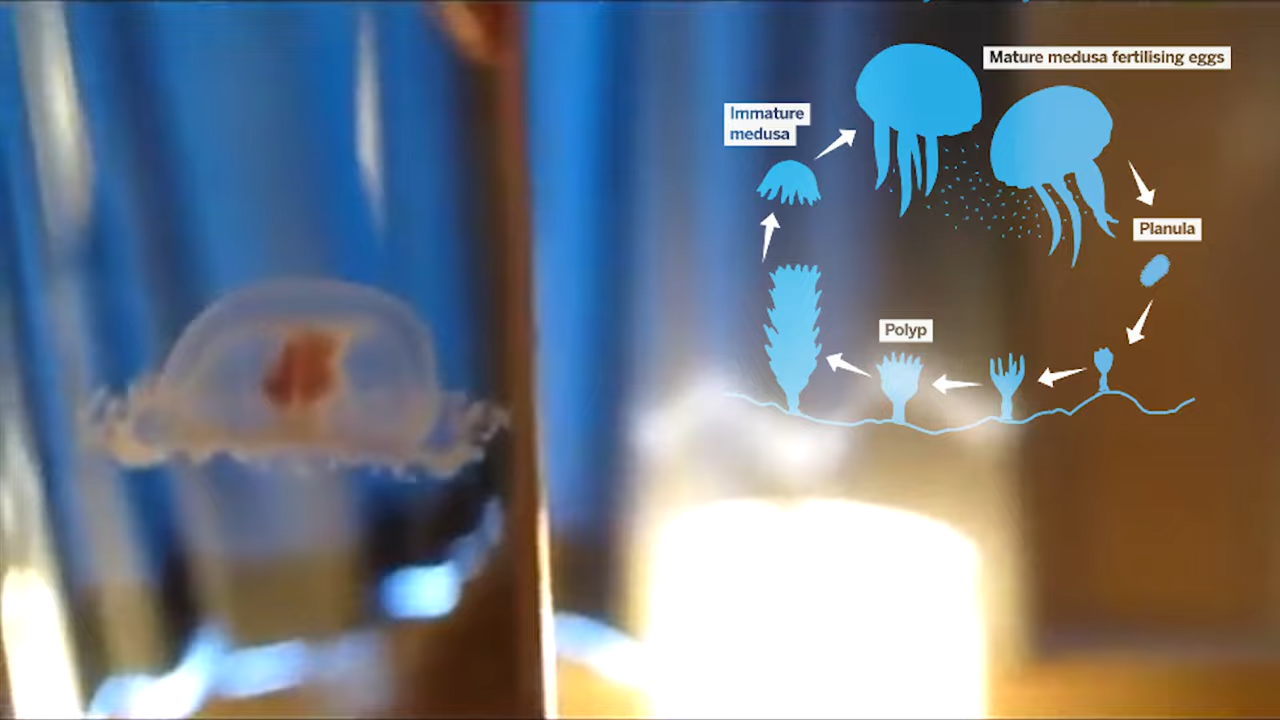 Mature medusa fertilising eggs
Immature
medusa
Planula
Polyp